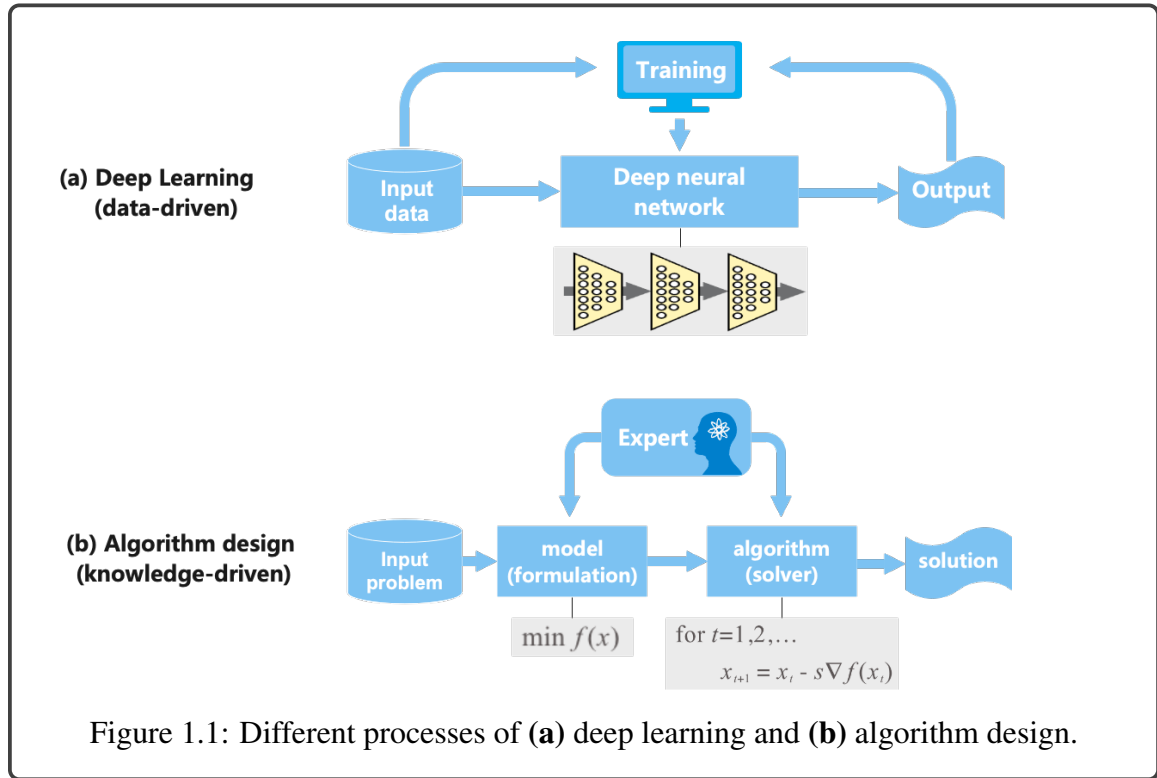 Training
(a) Deep Learning
(data-driven)
Input
data
Deep neural
network
Output
Expert
(b) Algorithm design
(knowledge-driven)
Input
problem
model
(formulation)
algorithm
(solver)
solution
min f(x)
for t=1,2,...
xₜ₊₁ = xₜ - s∇f(xₜ)
Figure 1.1: Different processes of (a) deep learning and (b) algorithm design.